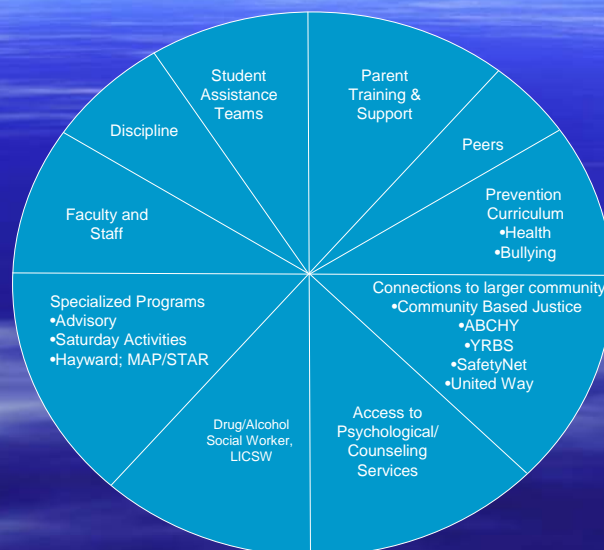 Student
Assistance
Teams
Parent
Training &
Support
Discipline
Peers
Faculty and
Staff
Prevention
Curriculum
•Health
•Bullying
Specialized Programs
•Advisory
•Saturday Activities
•Hayward; MAP/STAR
Connections to larger community
•Community Based Justice
•ABCHY
•YRBS
•SafetyNet
•United Way
Drug/Alcohol
Social Worker,
LICSW
Access to
Psychological/
Counseling
Services